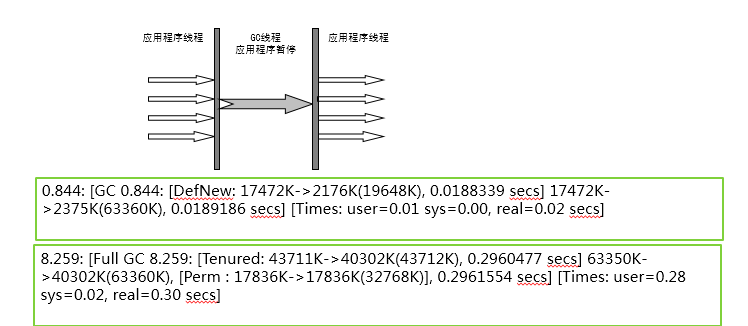 应用程序线程
GC线程
应用程序暂停
应用程序线程
0.844: [GC 0.844: [DefNew: 17472K->2176K(19648K), 0.0188339 secs] 17472K-
>2375K(63360K), 0.0189186 secs] [Times: user=0.01 sys=0.00, real=0.02 secs]
8.259: [Full GC 8.259: [Tenured: 43711K->40302K(43712K), 0.2960477 secs] 63350K-
>40302K(63360K), [Perm : 17836K->17836K(32768K)], 0.2961554 secs] [Times: user=0.28
sys=0.02, real=0.30 secs]